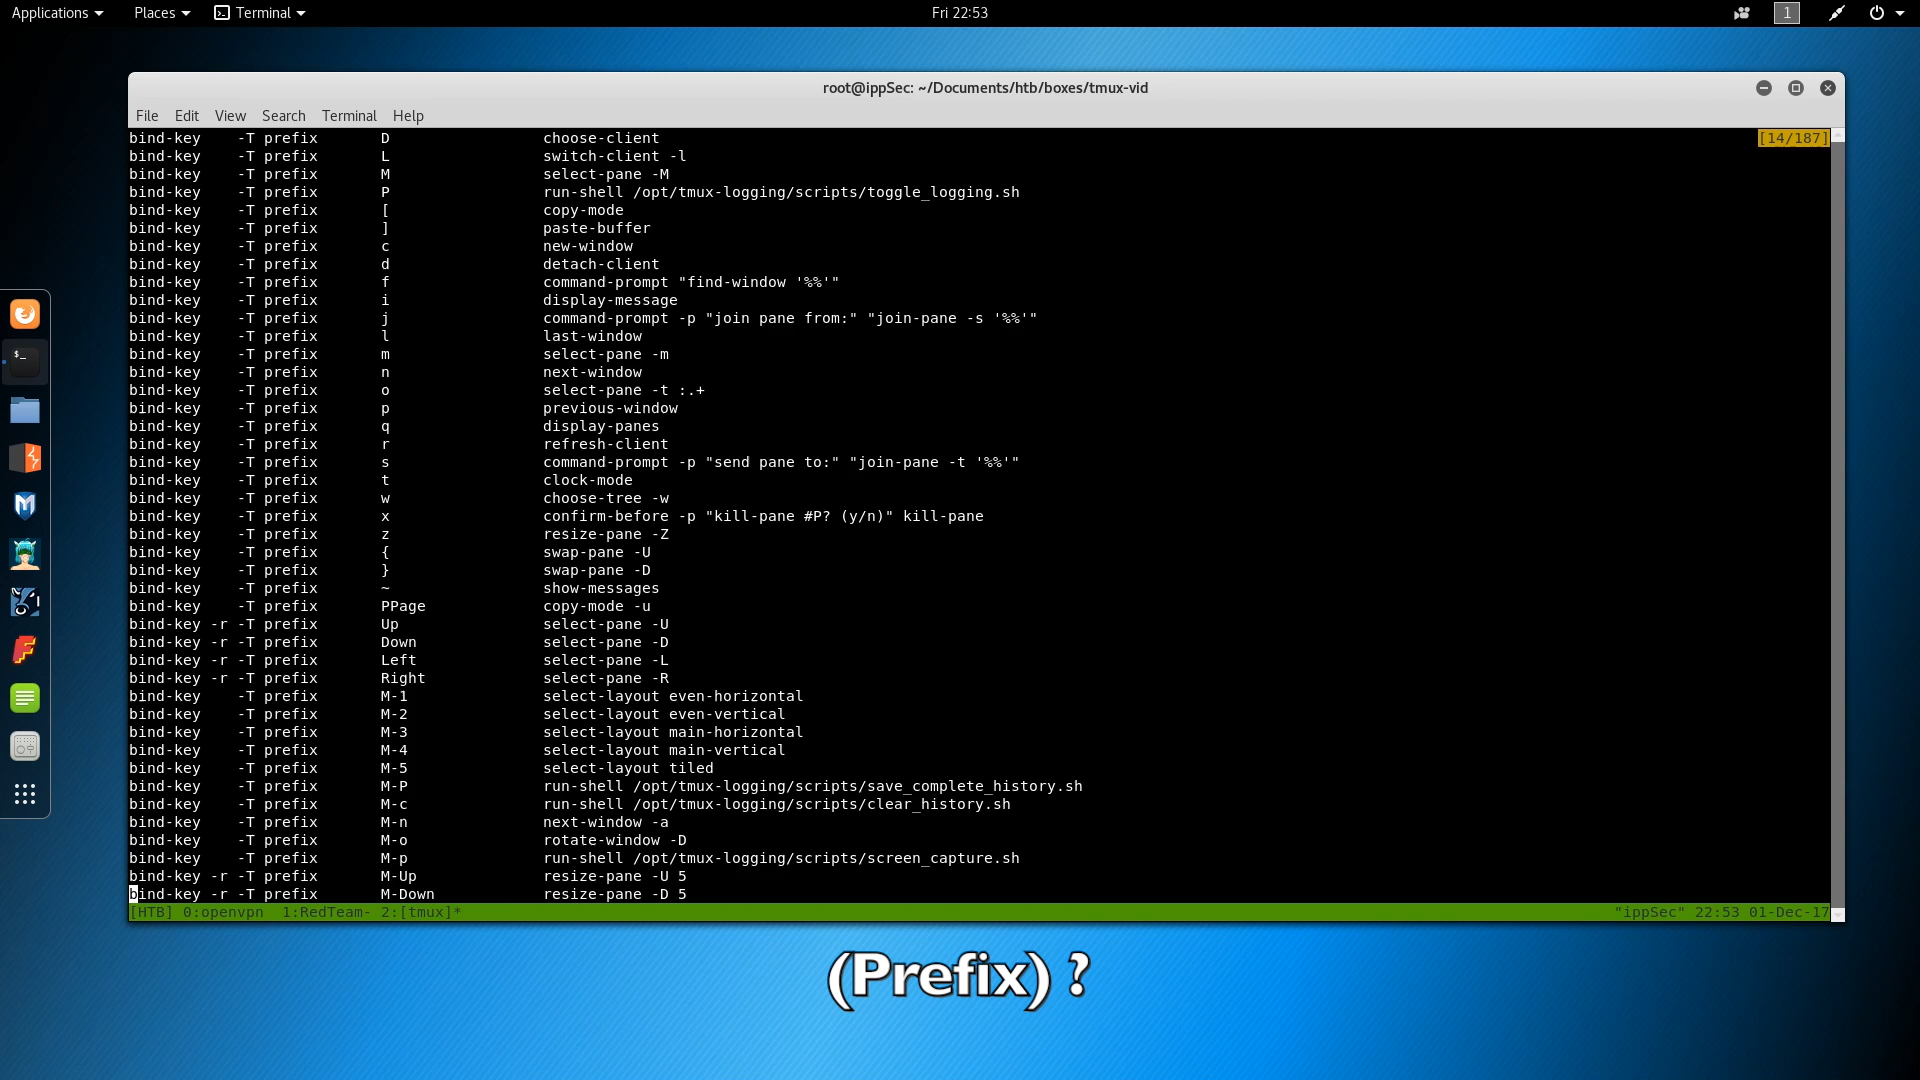 Applications Places Terminal Fri 22:53 1
root@ippSec: ~/Documents/htb/boxes/tmux-vid
File Edit View Search Terminal Help
bind-key    -T prefix       D                 choose-client [14/187]
bind-key    -T prefix       L                 switch-client -l
bind-key    -T prefix       M                 select-pane -M
bind-key    -T prefix       P                 run-shell /opt/tmux-logging/scripts/toggle_logging.sh
bind-key    -T prefix       [                 copy-mode
bind-key    -T prefix       ]                 paste-buffer
bind-key    -T prefix       c                 new-window
bind-key    -T prefix       d                 detach-client
bind-key    -T prefix       f                 command-prompt "find-window '%%'"
bind-key    -T prefix       i                 display-message
bind-key    -T prefix       j                 command-prompt -p "join pane from:" "join-pane -s '%%'"
bind-key    -T prefix       l                 last-window
bind-key    -T prefix       m                 select-pane -m
bind-key    -T prefix       n                 next-window
bind-key    -T prefix       o                 select-pane -t :.+
bind-key    -T prefix       p                 previous-window
bind-key    -T prefix       q                 display-panes
bind-key    -T prefix       r                 refresh-client
bind-key    -T prefix       s                 command-prompt -p "send pane to:" "join-pane -t '%%'"
bind-key    -T prefix       t                 clock-mode
bind-key    -T prefix       w                 choose-tree -w
bind-key    -T prefix       x                 confirm-before -p "kill-pane #P? (y/n)" kill-pane
bind-key    -T prefix       z                 resize-pane -Z
bind-key    -T prefix       {                 swap-pane -U
bind-key    -T prefix       }                 swap-pane -D
bind-key    -T prefix       ~                 show-messages
bind-key    -T prefix       PPage             copy-mode -u
bind-key -r -T prefix       Up                select-pane -U
bind-key -r -T prefix       Down              select-pane -D
bind-key -r -T prefix       Left              select-pane -L
bind-key -r -T prefix       Right             select-pane -R
bind-key    -T prefix       M-1               select-layout even-horizontal
bind-key    -T prefix       M-2               select-layout even-vertical
bind-key    -T prefix       M-3               select-layout main-horizontal
bind-key    -T prefix       M-4               select-layout main-vertical
bind-key    -T prefix       M-5               select-layout tiled
bind-key    -T prefix       M-P               run-shell /opt/tmux-logging/scripts/save_complete_history.sh
bind-key    -T prefix       M-c               run-shell /opt/tmux-logging/scripts/clear_history.sh
bind-key    -T prefix       M-n               next-window -a
bind-key    -T prefix       M-o               rotate-window -D
bind-key    -T prefix       M-p               run-shell /opt/tmux-logging/scripts/screen_capture.sh
bind-key -r -T prefix       M-Up              resize-pane -U 5
bind-key -r -T prefix       M-Down            resize-pane -D 5
[HTB] 0:openvpn  1:RedTeam- 2:[tmux]* "ippSec" 22:53 01-Dec-17
(Prefix) ?